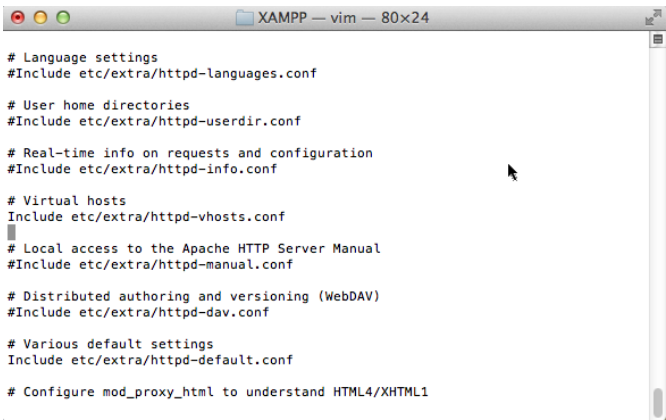 XAMPP — vim — 80×24
# Language settings
#Include etc/extra/httpd-languages.conf
# User home directories
#Include etc/extra/httpd-userdir.conf
# Real-time info on requests and configuration
#Include etc/extra/httpd-info.conf
# Virtual hosts
Include etc/extra/httpd-vhosts.conf
# Local access to the Apache HTTP Server Manual
#Include etc/extra/httpd-manual.conf
# Distributed authoring and versioning (WebDAV)
#Include etc/extra/httpd-dav.conf
# Various default settings
Include etc/extra/httpd-default.conf
# Configure mod_proxy_html to understand HTML4/XHTML1